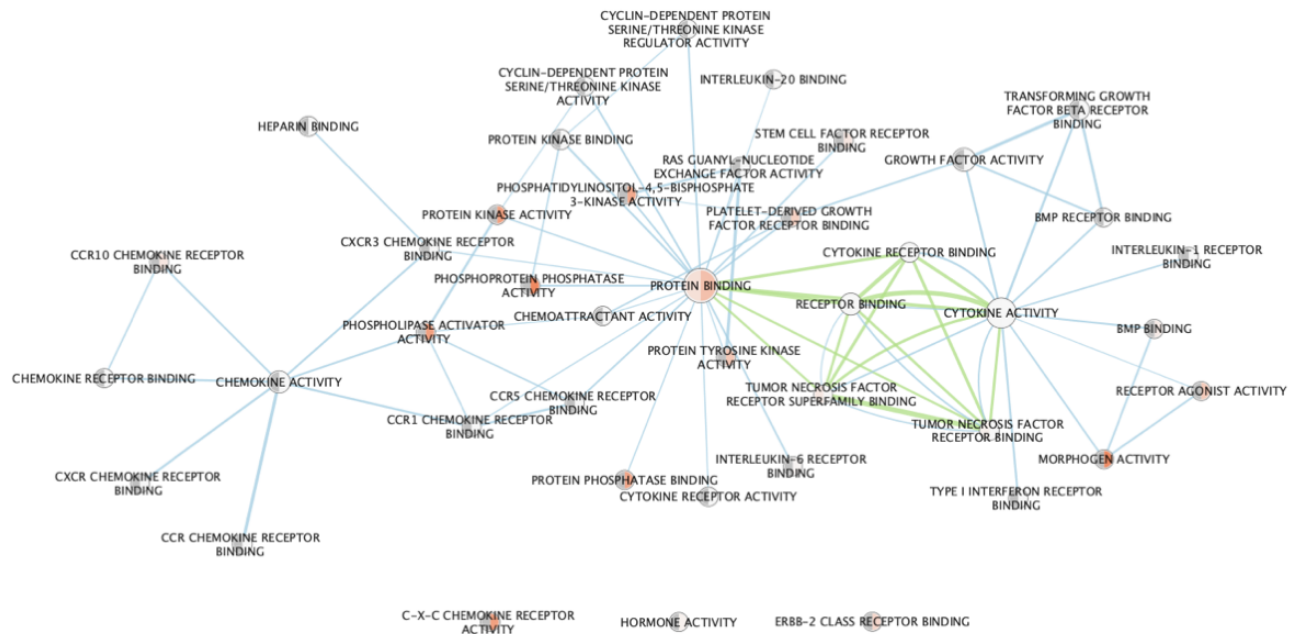 CYCLIN-DEPENDENT PROTEIN
SERINE/THREONINE KINASE
REGULATOR ACTIVITY
CYCLIN-DEPENDENT PROTEIN
SERINE/THREONINE KINASE
ACTIVITY
INTERLEUKIN-20 BINDING
TRANSFORMING GROWTH
FACTOR BETA RECEPTOR
BINDING
HEPARIN BINDING
PROTEIN KINASE BINDING
STEM CELL FACTOR RECEPTOR
BINDING
RAS GUANYL-NUCLEOTIDE
EXCHANGE FACTOR ACTIVITY
GROWTH FACTOR ACTIVITY
PHOSPHATIDYLINOSITOL-4,5-BISPHOSPHATE
3-KINASE ACTIVITY
PROTEIN KINASE ACTIVITY
PLATELET-DERIVED GROWTH
FACTOR RECEPTOR BINDING
BMP RECEPTOR BINDING
CXCR3 CHEMOKINE RECEPTOR
BINDING
CCR10 CHEMOKINE RECEPTOR
BINDING
CYTOKINE RECEPTOR BINDING
INTERLEUKIN-1 RECEPTOR
BINDING
PHOSPHOPROTEIN PHOSPHATASE
ACTIVITY
PROTEIN BINDING
RECEPTOR BINDING
CYTOKINE ACTIVITY
CHEMOATTRACTANT ACTIVITY
PHOSPHOLIPASE ACTIVATOR
ACTIVITY
BMP BINDING
PROTEIN TYROSINE KINASE
ACTIVITY
CHEMOKINE RECEPTOR BINDING
CHEMOKINE ACTIVITY
TUMOR NECROSIS FACTOR
RECEPTOR SUPERFAMILY BINDING
RECEPTOR AGONIST ACTIVITY
CCR5 CHEMOKINE RECEPTOR
BINDING
CCR1 CHEMOKINE RECEPTOR
BINDING
TUMOR NECROSIS FACTOR
RECEPTOR BINDING
INTERLEUKIN-6 RECEPTOR
BINDING
MORPHOGEN ACTIVITY
CXCR CHEMOKINE RECEPTOR
BINDING
PROTEIN PHOSPHATASE BINDING
CYTOKINE RECEPTOR ACTIVITY
TYPE I INTERFERON RECEPTOR
BINDING
CCR CHEMOKINE RECEPTOR
BINDING
C-X-C CHEMOKINE RECEPTOR
ACTIVITY
HORMONE ACTIVITY
ERBB-2 CLASS RECEPTOR BINDING